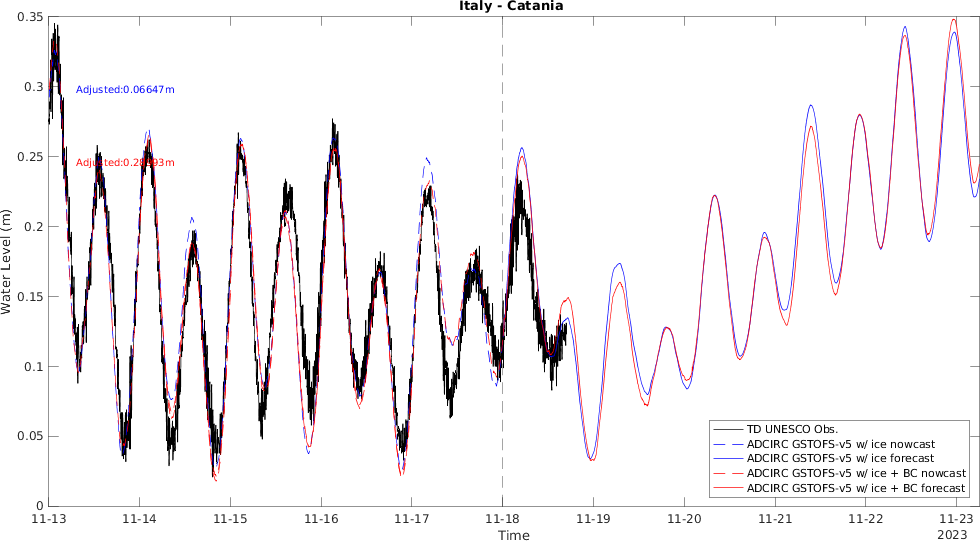 Italy - Catania
0.35
0.3
0.25
0.2
0.15
0.1
0.05
0
Water Level (m)
Adjusted:0.06647m
TD UNESCO Obs.
ADCIRC GSTOFS-v5 w/ ice nowcast
ADCIRC GSTOFS-v5 w/ ice forecast
ADCIRC GSTOFS-v5 w/ ice + BC nowcast
ADCIRC GSTOFS-v5 w/ ice + BC forecast
11-13 11-14 11-15 11-16 11-17 11-18 11-19 11-20 11-21 11-22 11-23
Time
2023